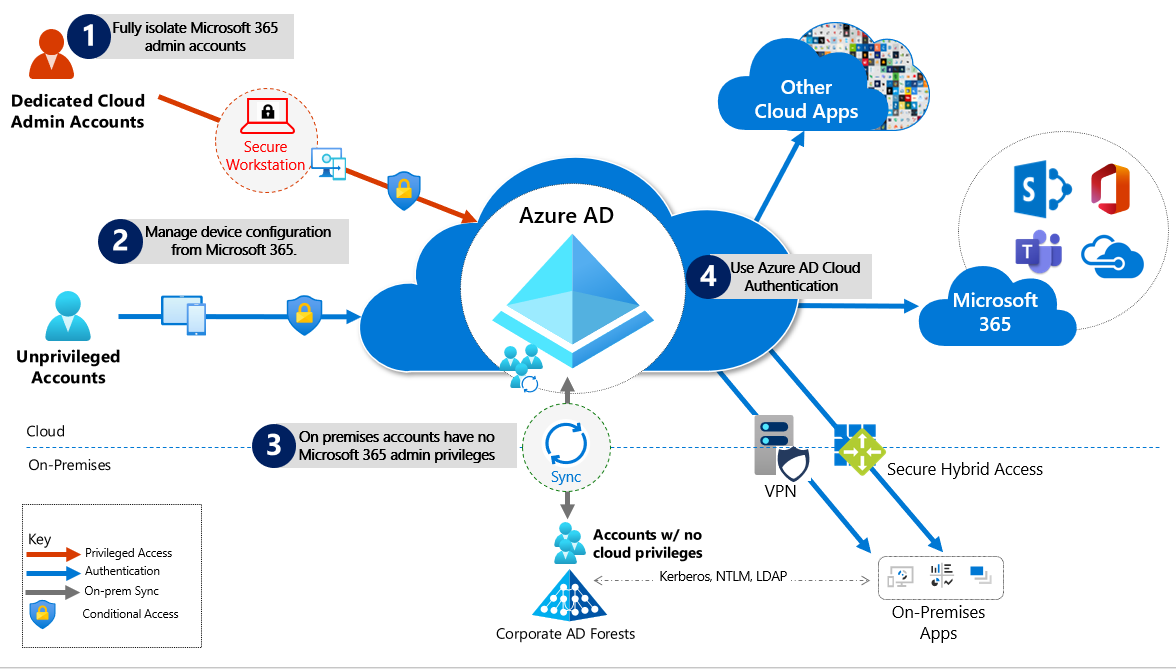 1
Fully isolate Microsoft 365
admin accounts
Dedicated Cloud
Admin Accounts
Secure
Workstation
Other
Cloud Apps
2
Manage device configuration
from Microsoft 365.
Azure AD
4
Use Azure AD Cloud
Authentication
S
T
Microsoft
365
Unprivileged
Accounts
Cloud
On-Premises
3
On premises accounts have no
Microsoft 365 admin privileges
Sync
VPN
Secure Hybrid Access
Key
Privileged Access
Authentication
On-prem Sync
Conditional Access
Accounts w/ no
cloud privileges
Kerberos, NTLM, LDAP
Corporate AD Forests
On-Premises
Apps